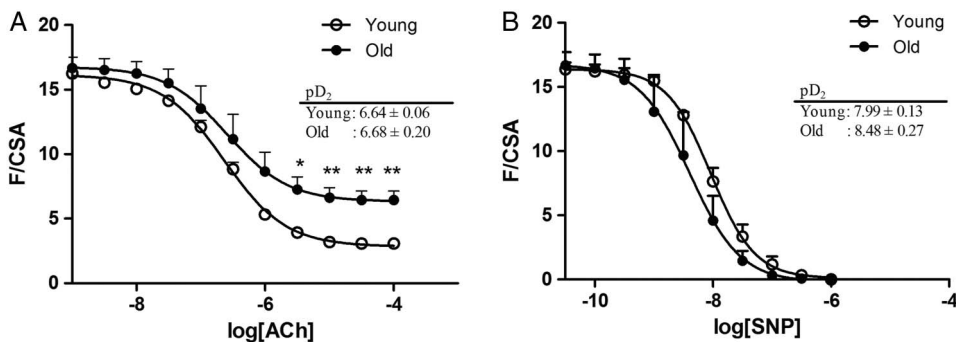 A
Young
Old
pD₂
Young: 6.64 ± 0.06
Old : 6.68 ± 0.20
* ** ** **
F/CSA
20
15
10
5
0
-8 -6 -4
log[ACh]
B
Young
Old
pD₂
Young: 7.99 ± 0.13
Old : 8.48 ± 0.27
F/CSA
20
15
10
5
0
-10 -8 -6 -4
log[SNP]